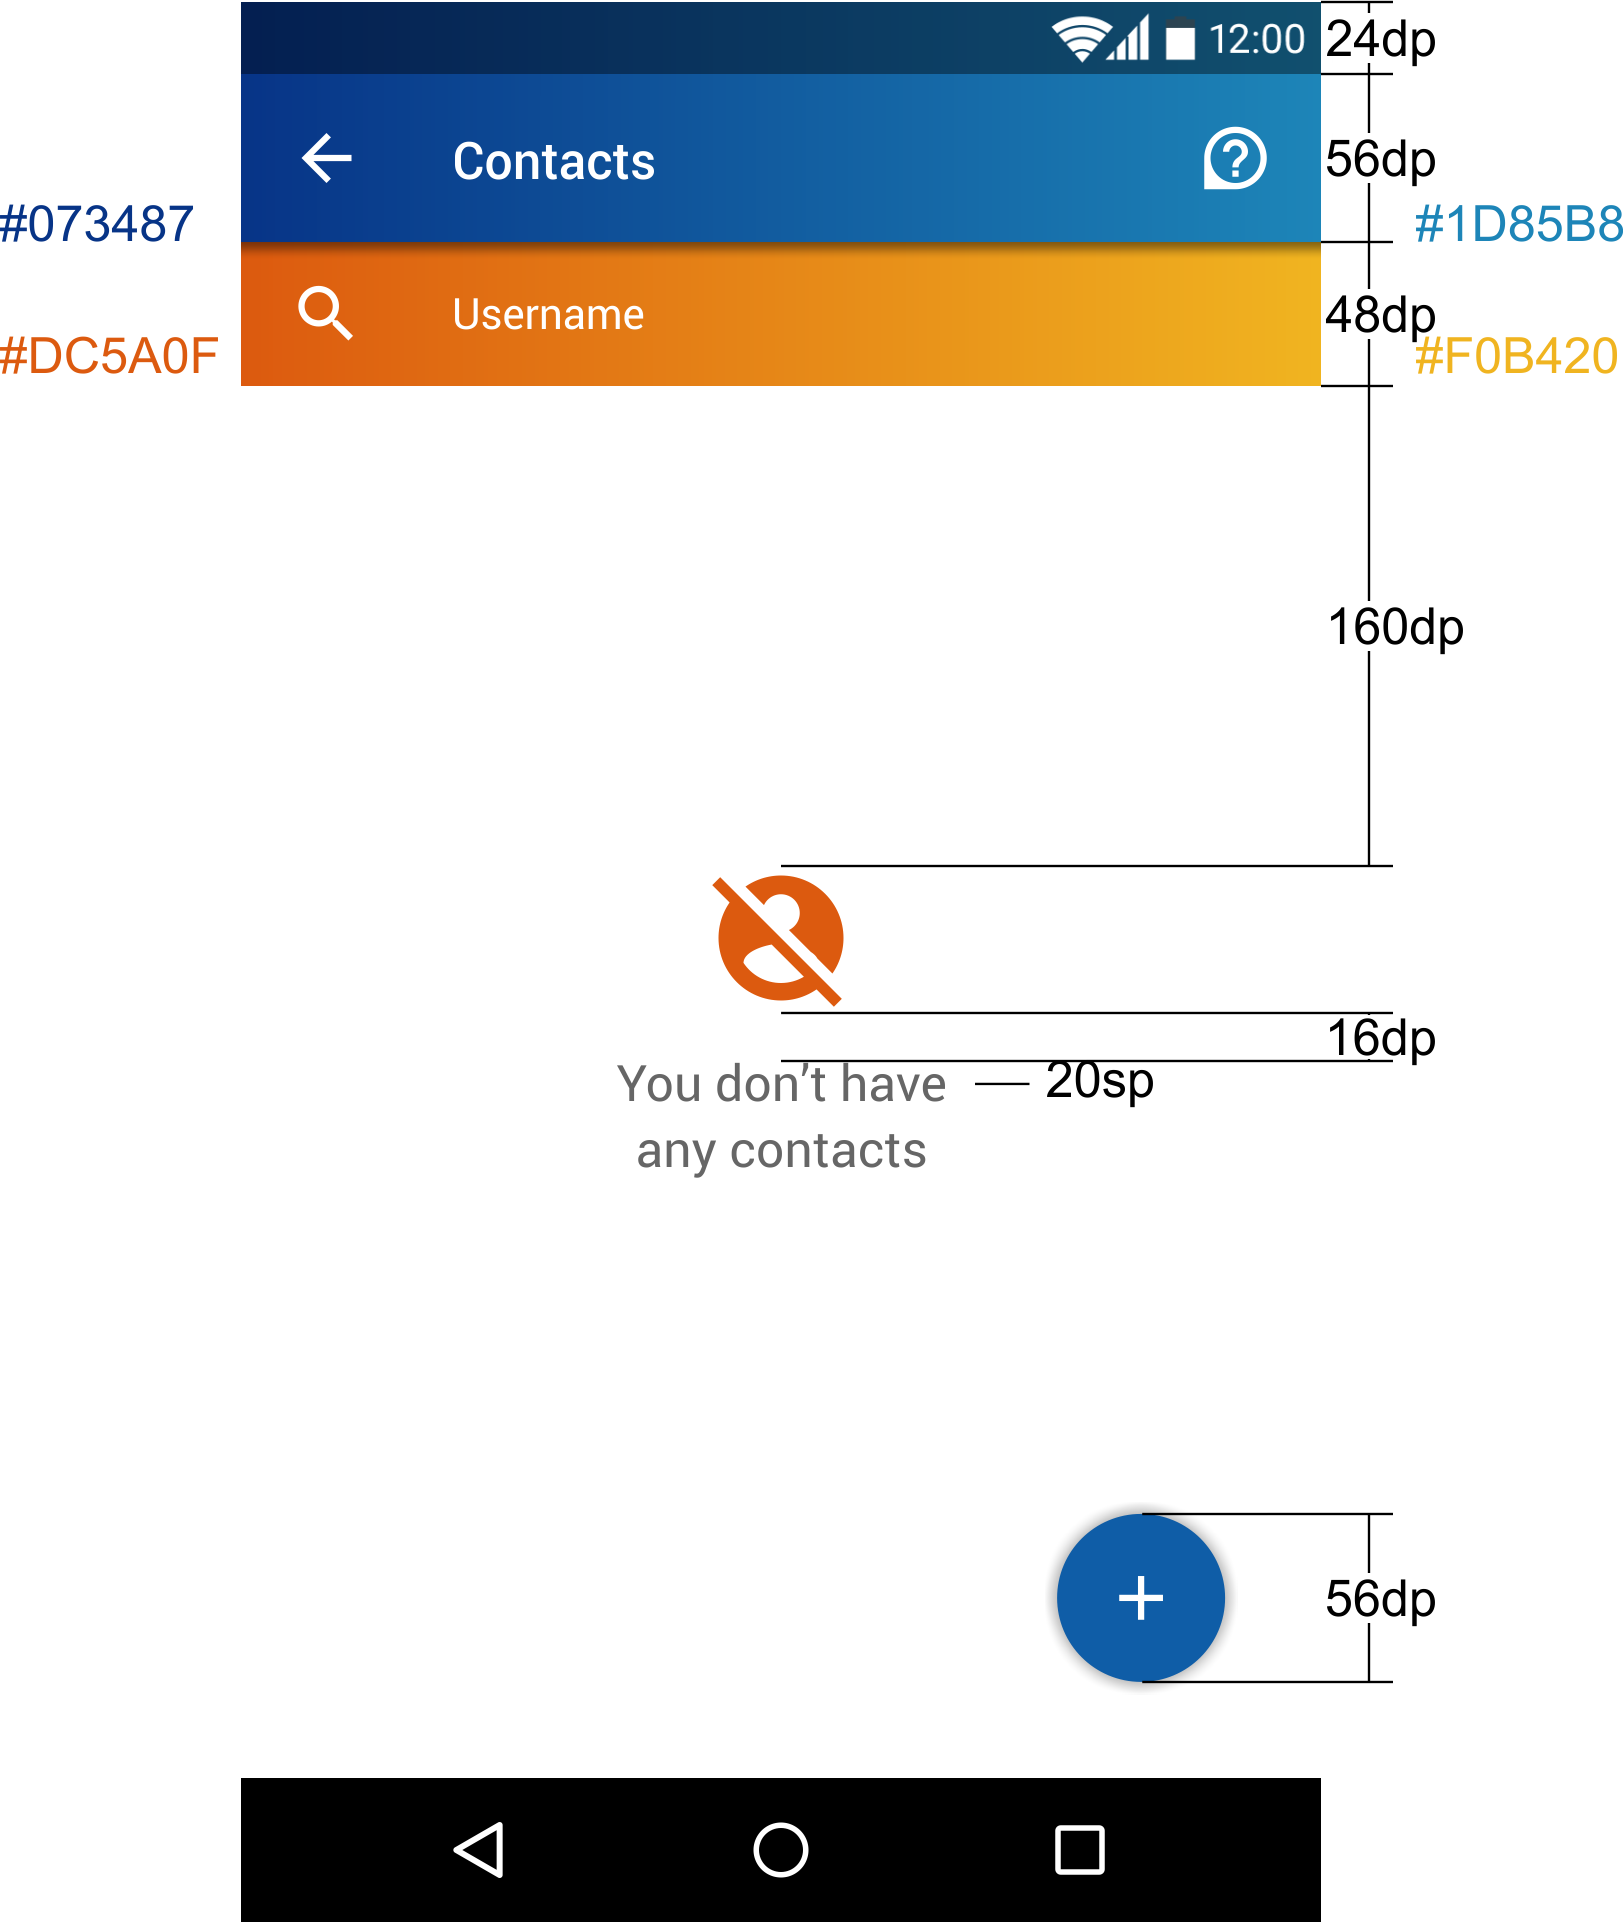 12:00
24dp
Contacts
?
56dp
#073487
#1D85B8
Username
48dp
#DC5A0F
#F0B420
160dp
16dp
You don’t have
20sp
any contacts
56dp